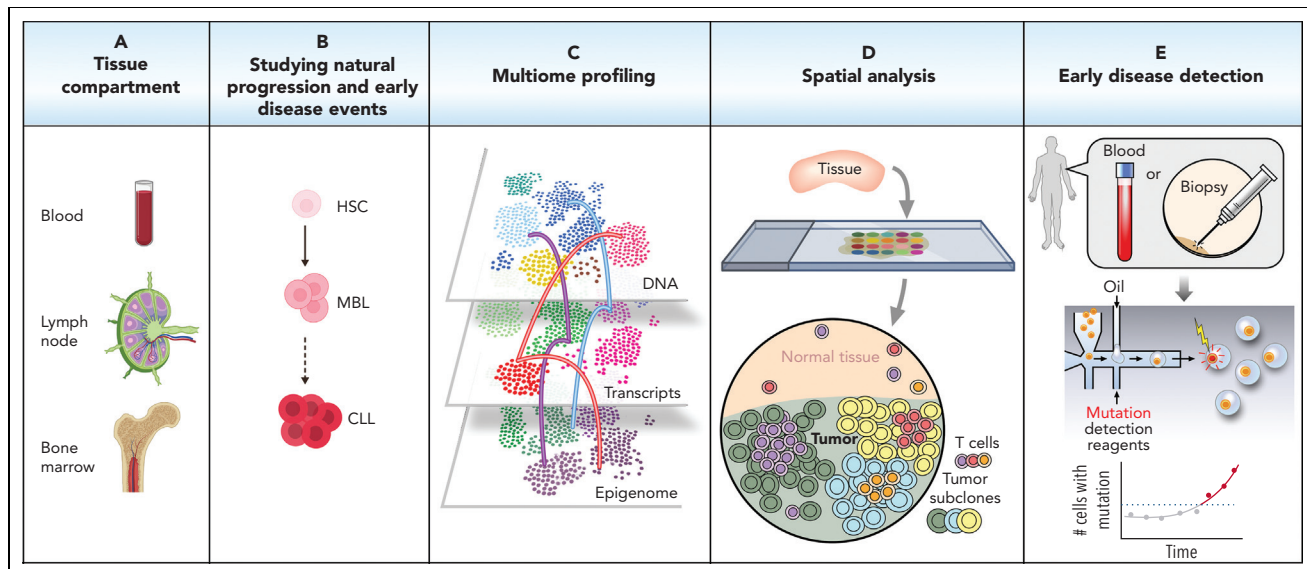 A
Tissue
compartment
Blood
Lymph
node
Bone
marrow
B
Studying natural
progression and early
disease events
HSC
MBL
CLL
C
Multiome profiling
DNA
Transcripts
Epigenome
D
Spatial analysis
Tissue
Normal tissue
Tumor
T cells
Tumor
subclones
E
Early disease detection
Blood
or
Biopsy
Oil
Mutation
detection
reagents
# cells with
mutation
Time